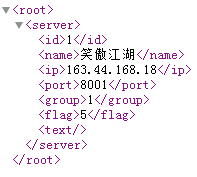 <root>
<server>
<id>1</id>
<name>笑傲江湖</name>
<ip>163.44.168.18</ip>
<port>8001</port>
<group>1</group>
<flag>5</flag>
<text/>
</server>
</root>